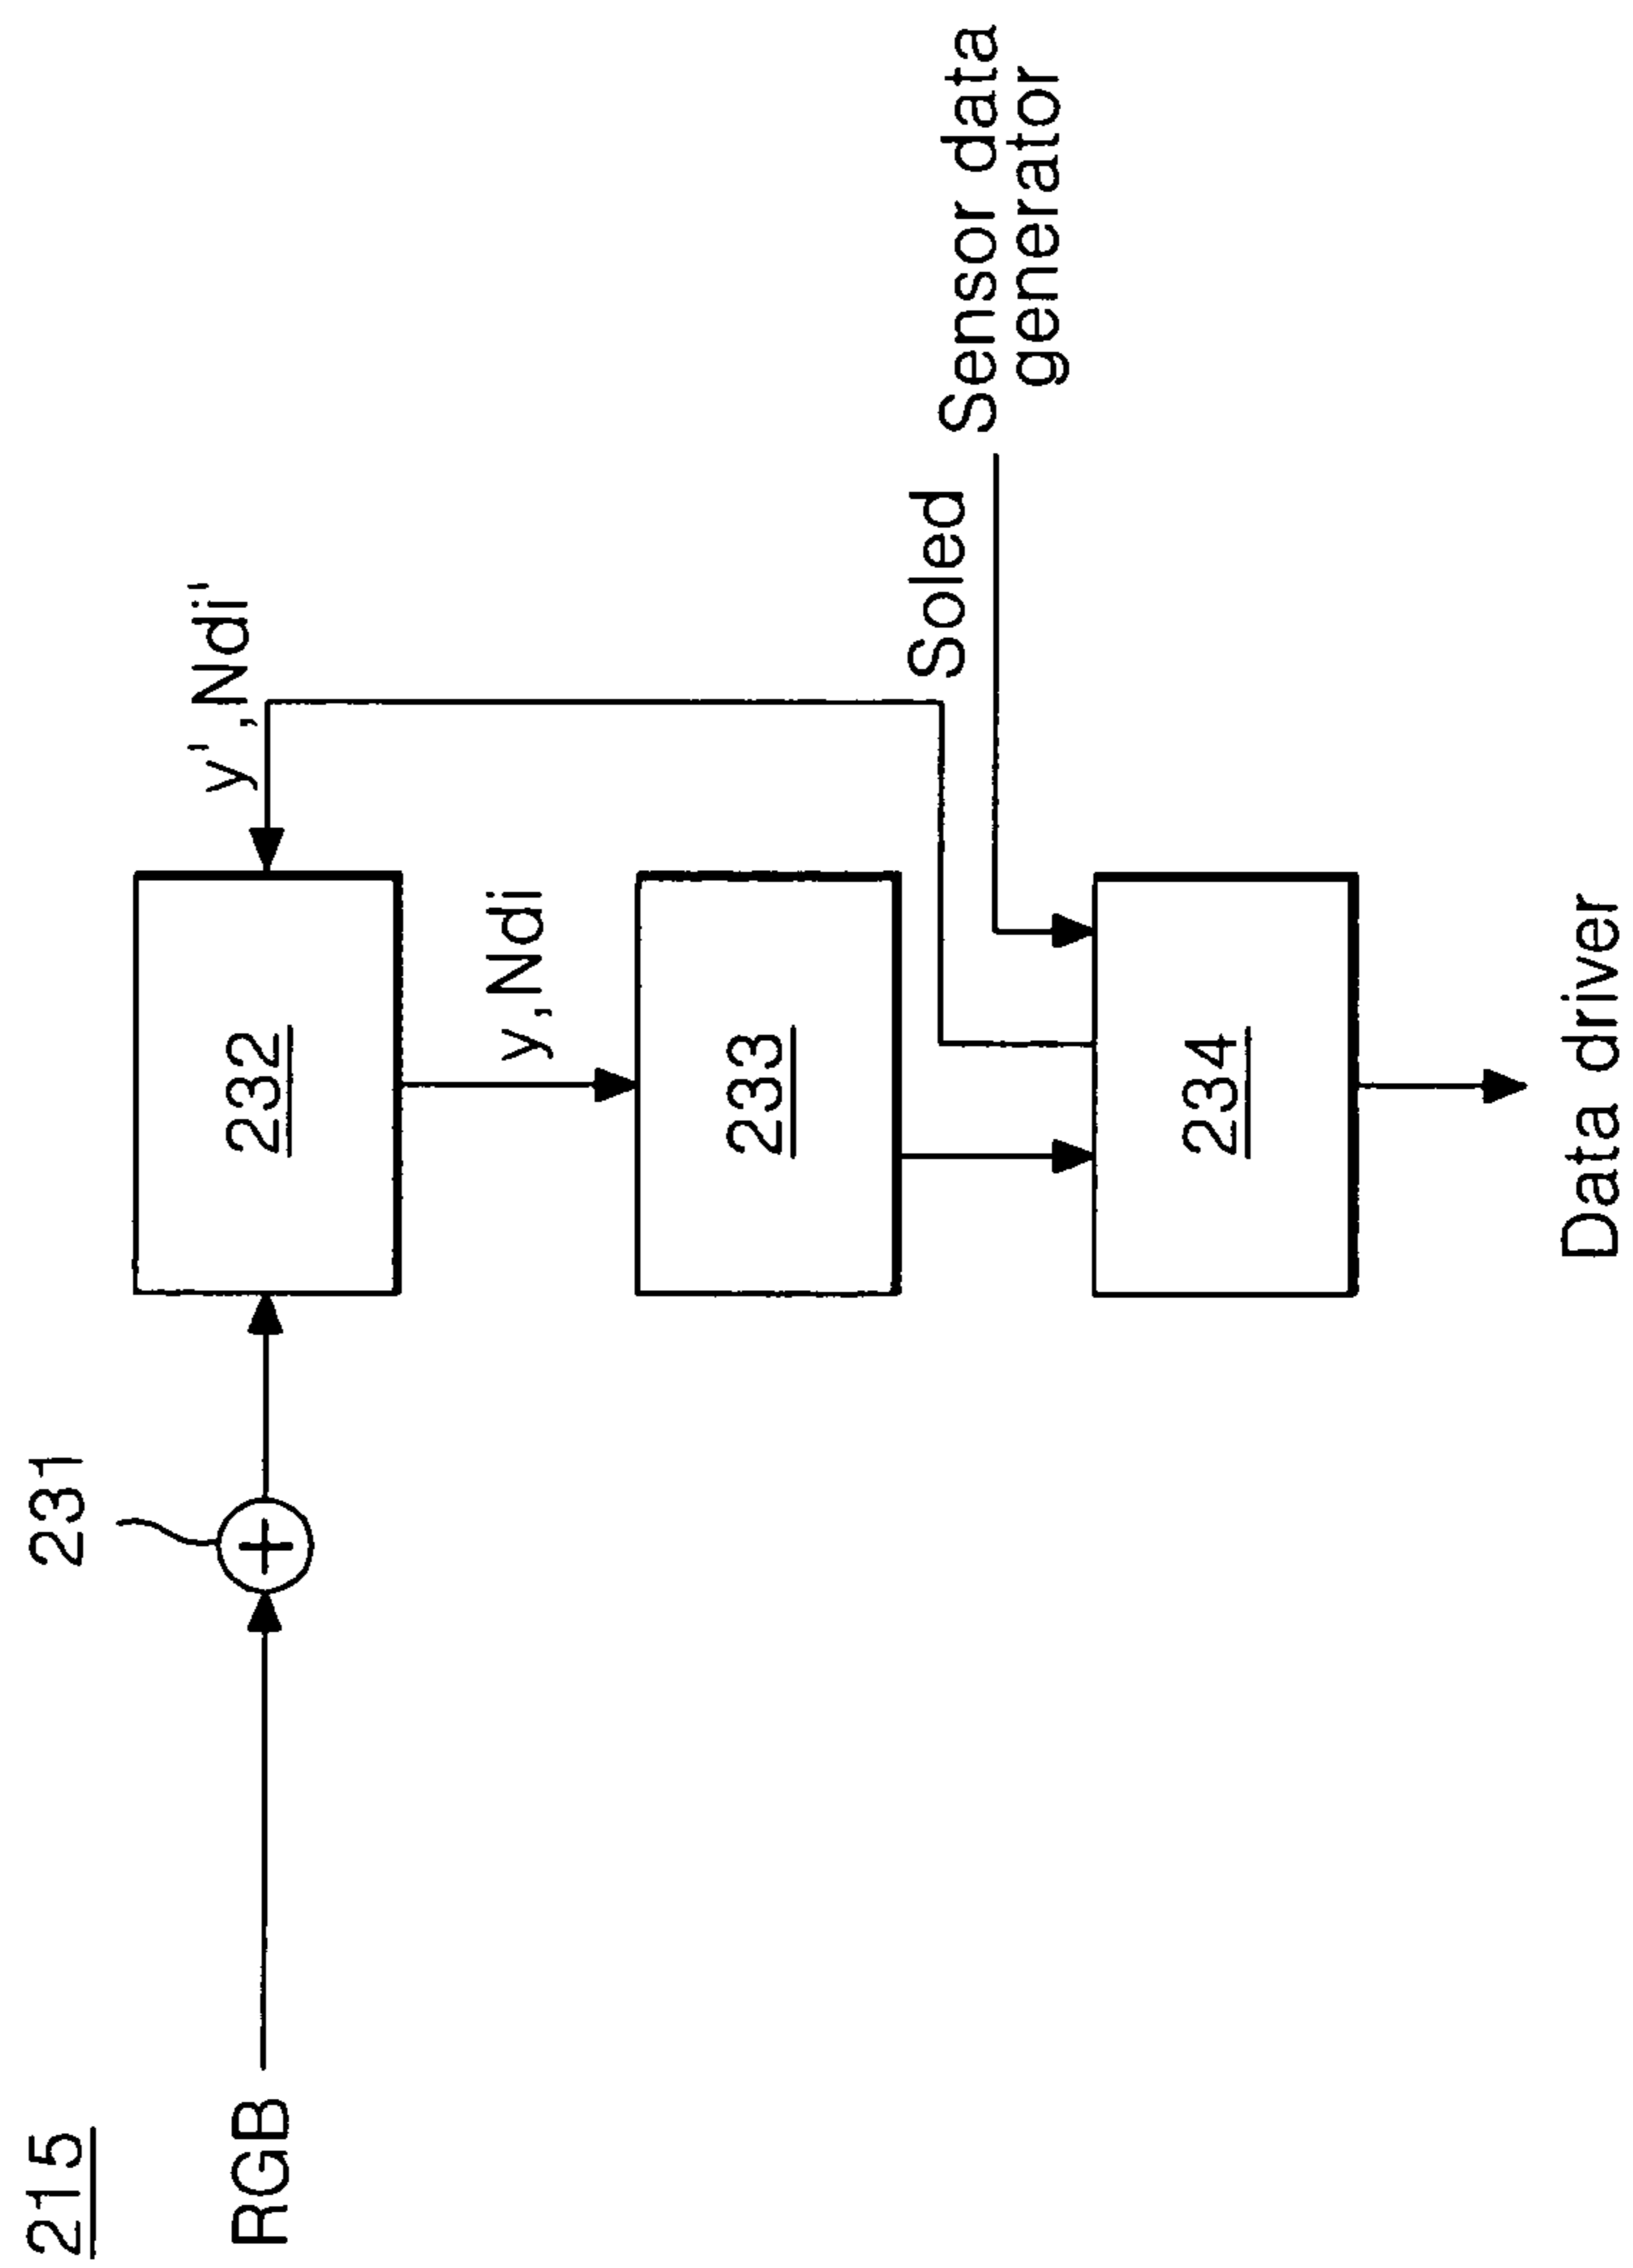 215
231
RGB
232
y',Ndi'
y,Ndi
233
Soled
Sensor data
generator
234
Data driver